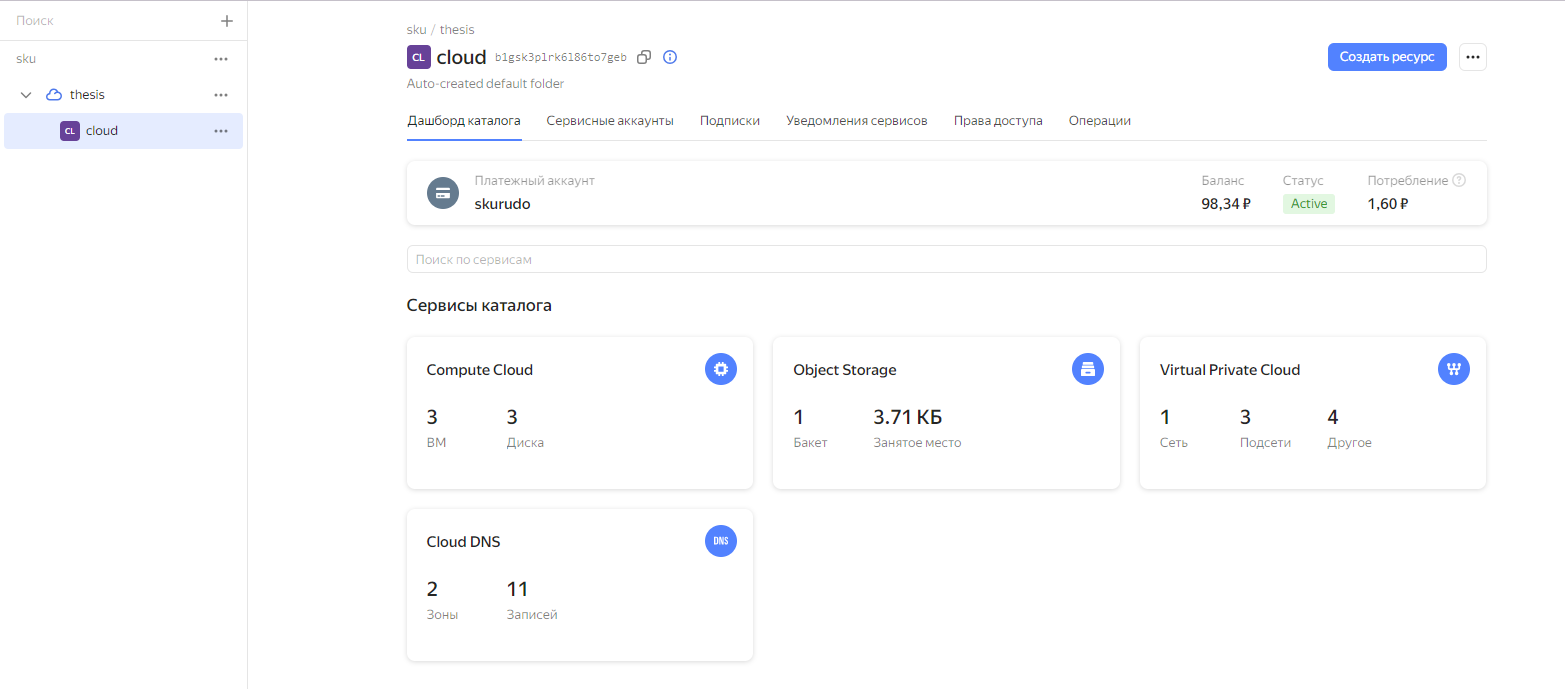 Поиск
sku
thesis
CL cloud
sku / thesis
CL cloud b1gsk3plrk6l86to7geb
Создать ресурс
Auto-created default folder
Дашборд каталога Сервисные аккаунты Подписки Уведомления сервисов Права доступа Операции
Платежный аккаунт
skurudo
Баланс Статус Потребление ?
98,34 ₽ Active 1,60 ₽
Поиск по сервисам
Сервисы каталога
Compute Cloud
3 3
ВМ Диска
Object Storage
1 3.71 КБ
Бакет Занятое место
Virtual Private Cloud
1 3 4
Сеть Подсети Другое
Cloud DNS DNS
2 11
Зоны Записей